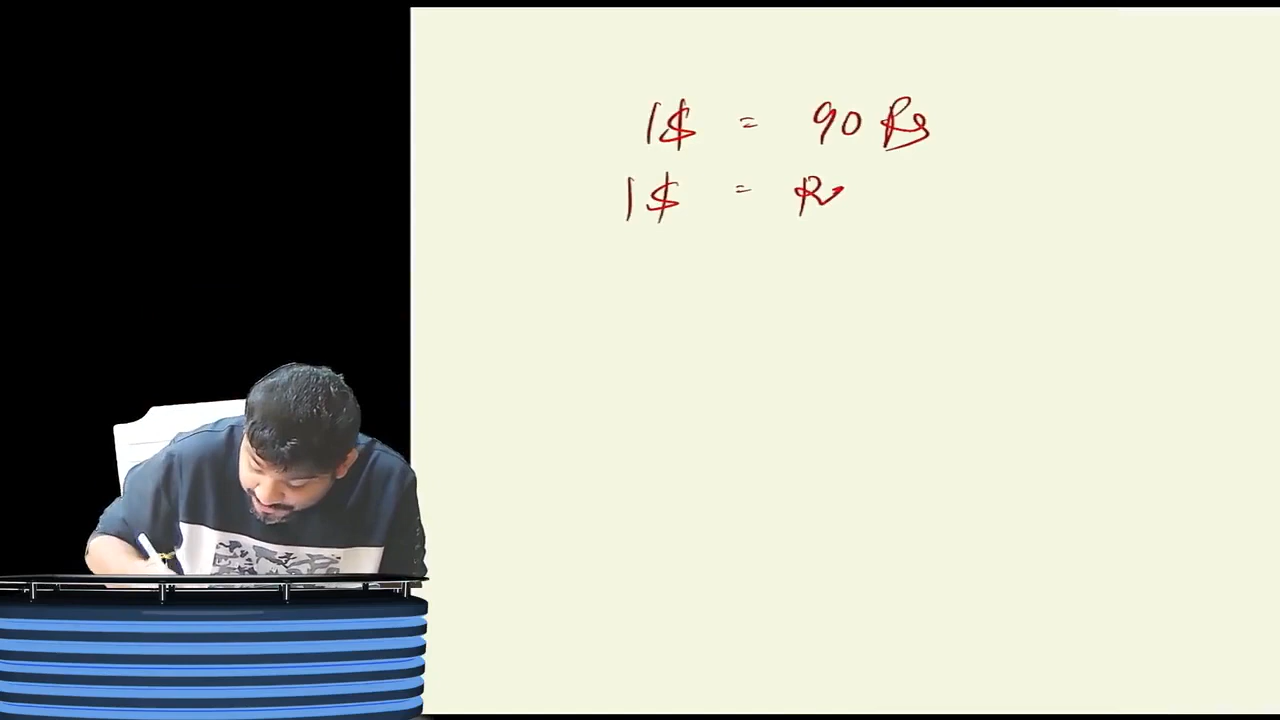 1$ = 90 Rs
1$ = Rs